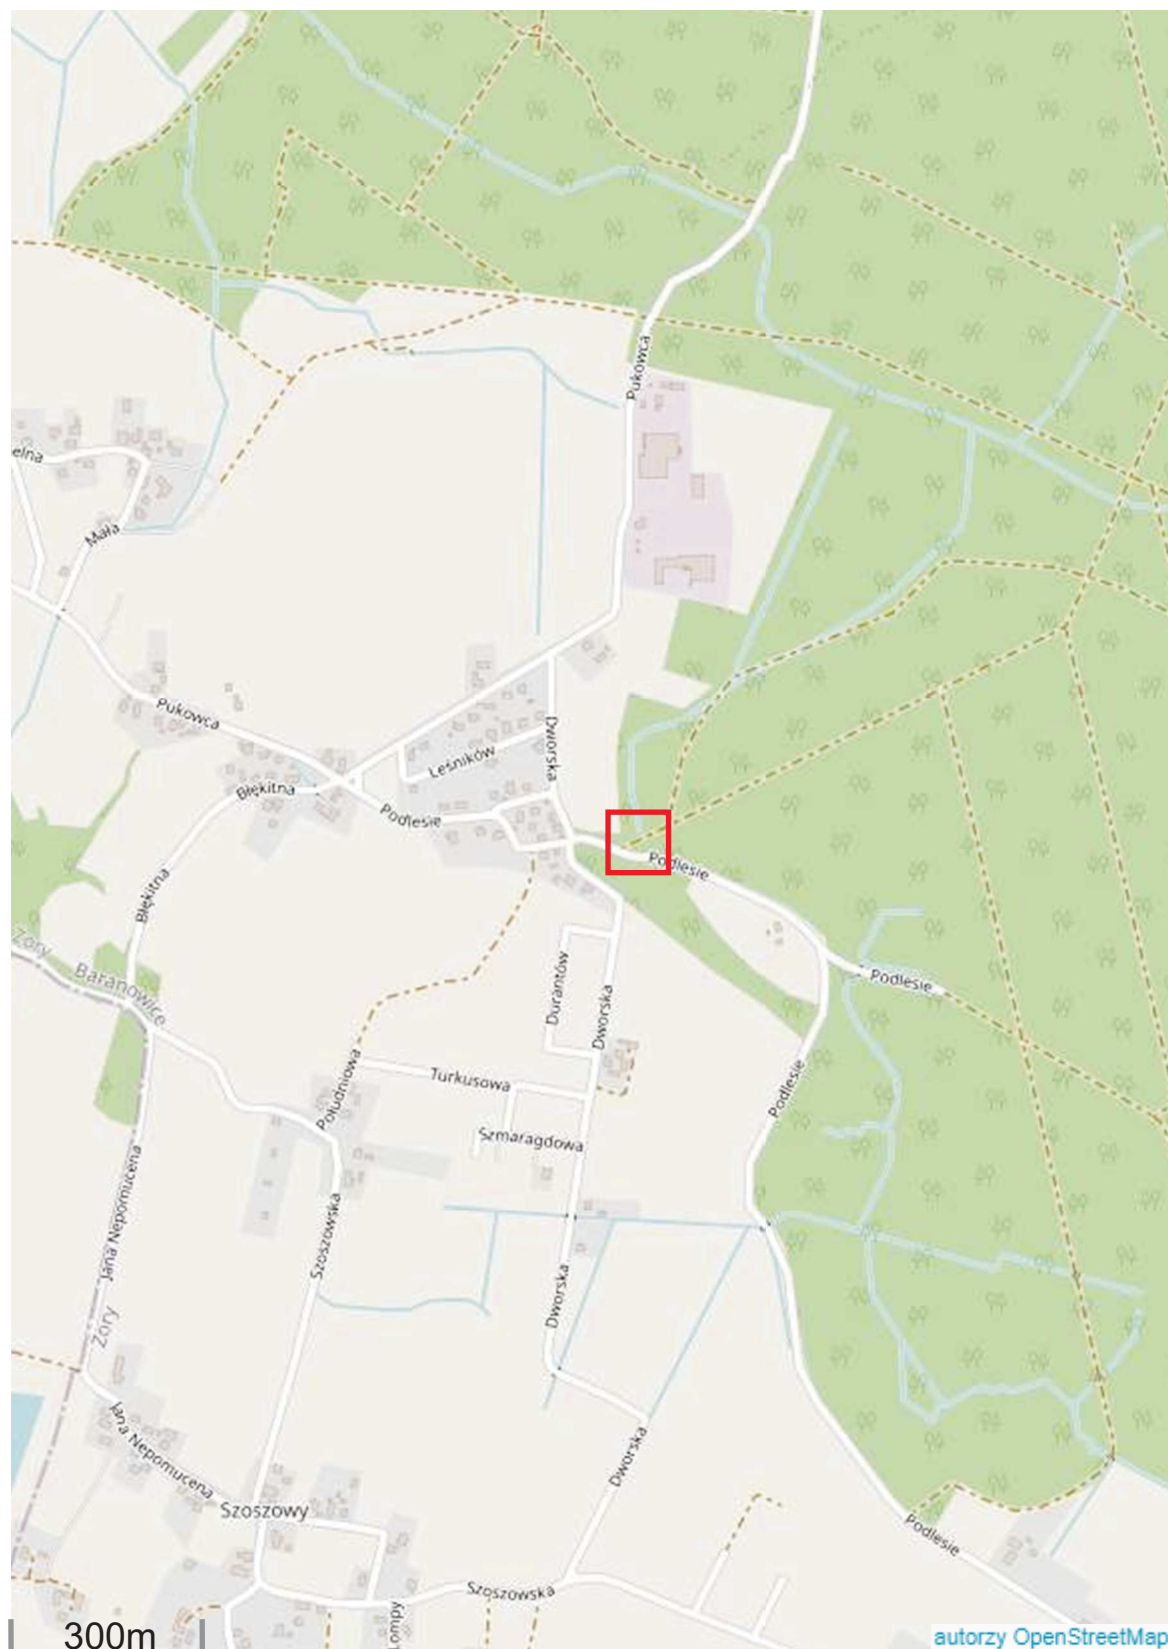 Pukowca
elna
Mała
Pukowca
Dworska
Leśników
Błękitna
Podlesie
Podlesie
Błękitna
Żory
Baranowice
Durantów
Dworska
Podlesie
Południowa
Turkusowa
Podlesie
Szmaragdowa
Jana Nepomucena
Szoszowska
Dworska
Żory
Jana Nepomucena
Dworska
Szoszowy
Podlesie
Szoszowska
Łompy
300m
autorzy OpenStreetMap